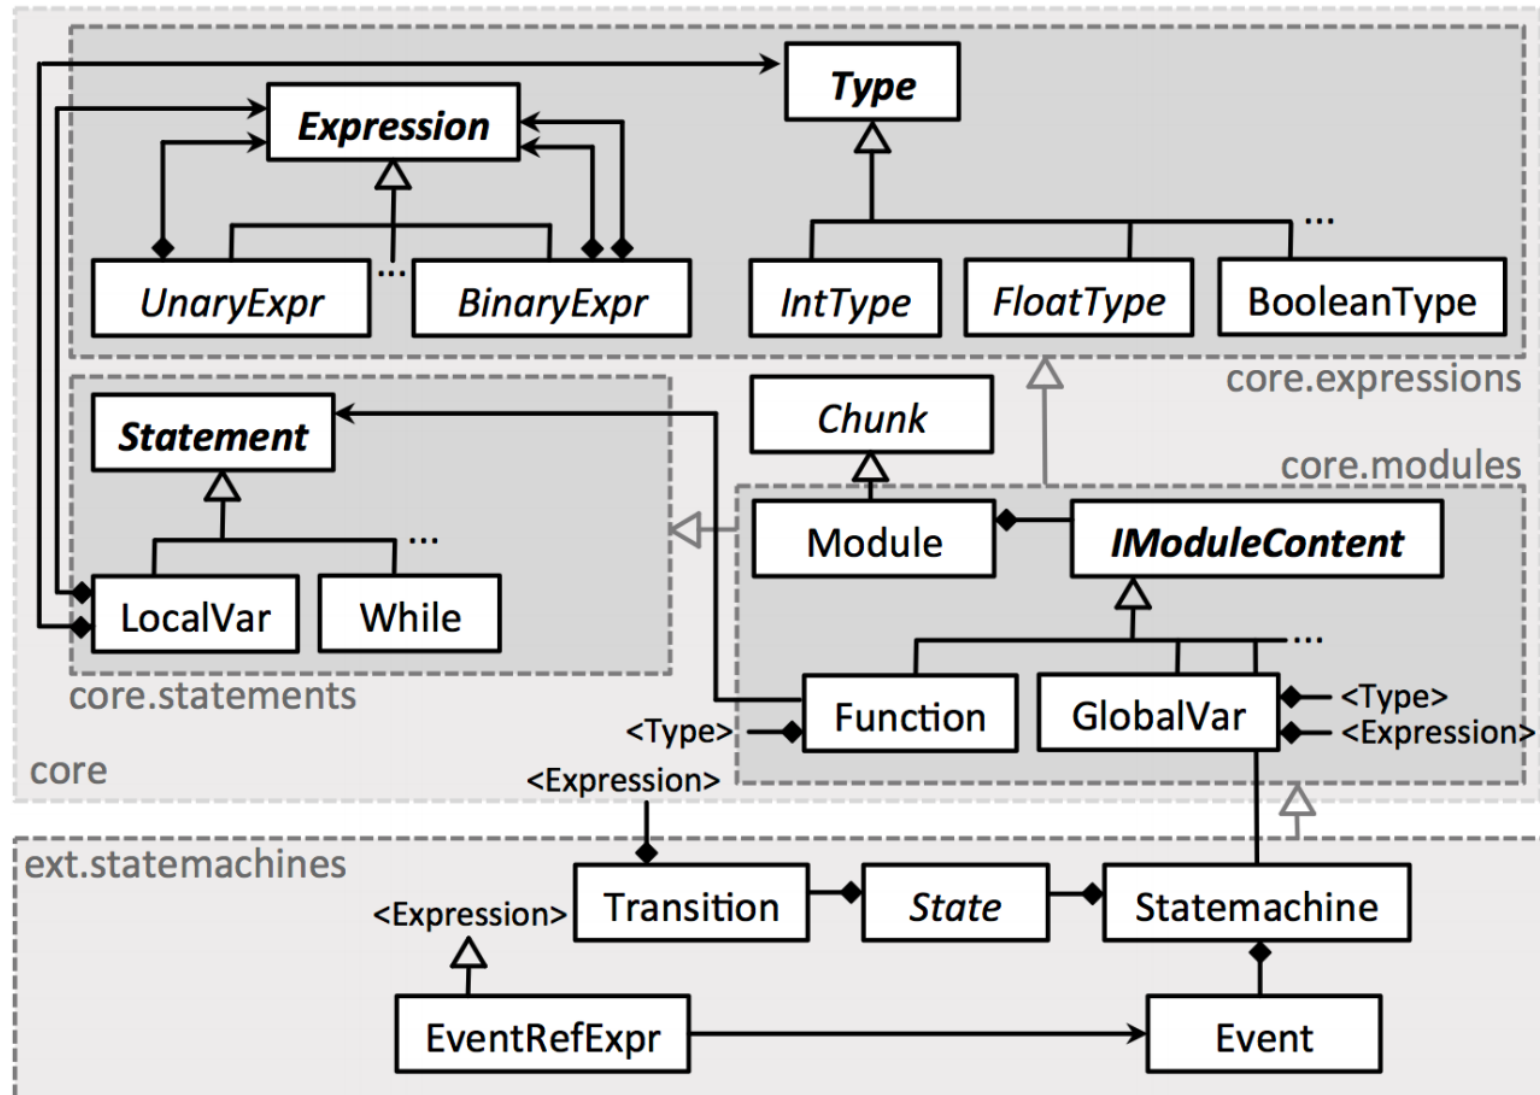 Type
Expression
...
...
UnaryExpr
BinaryExpr
IntType
FloatType
BooleanType
core.expressions
Statement
Chunk
core.modules
...
Module
IModuleContent
LocalVar
While
...
core.statements
Function
GlobalVar
<Type>
<Type>
<Expression>
core
<Expression>
ext.statemachines
Transition
State
Statemachine
<Expression>
EventRefExpr
Event